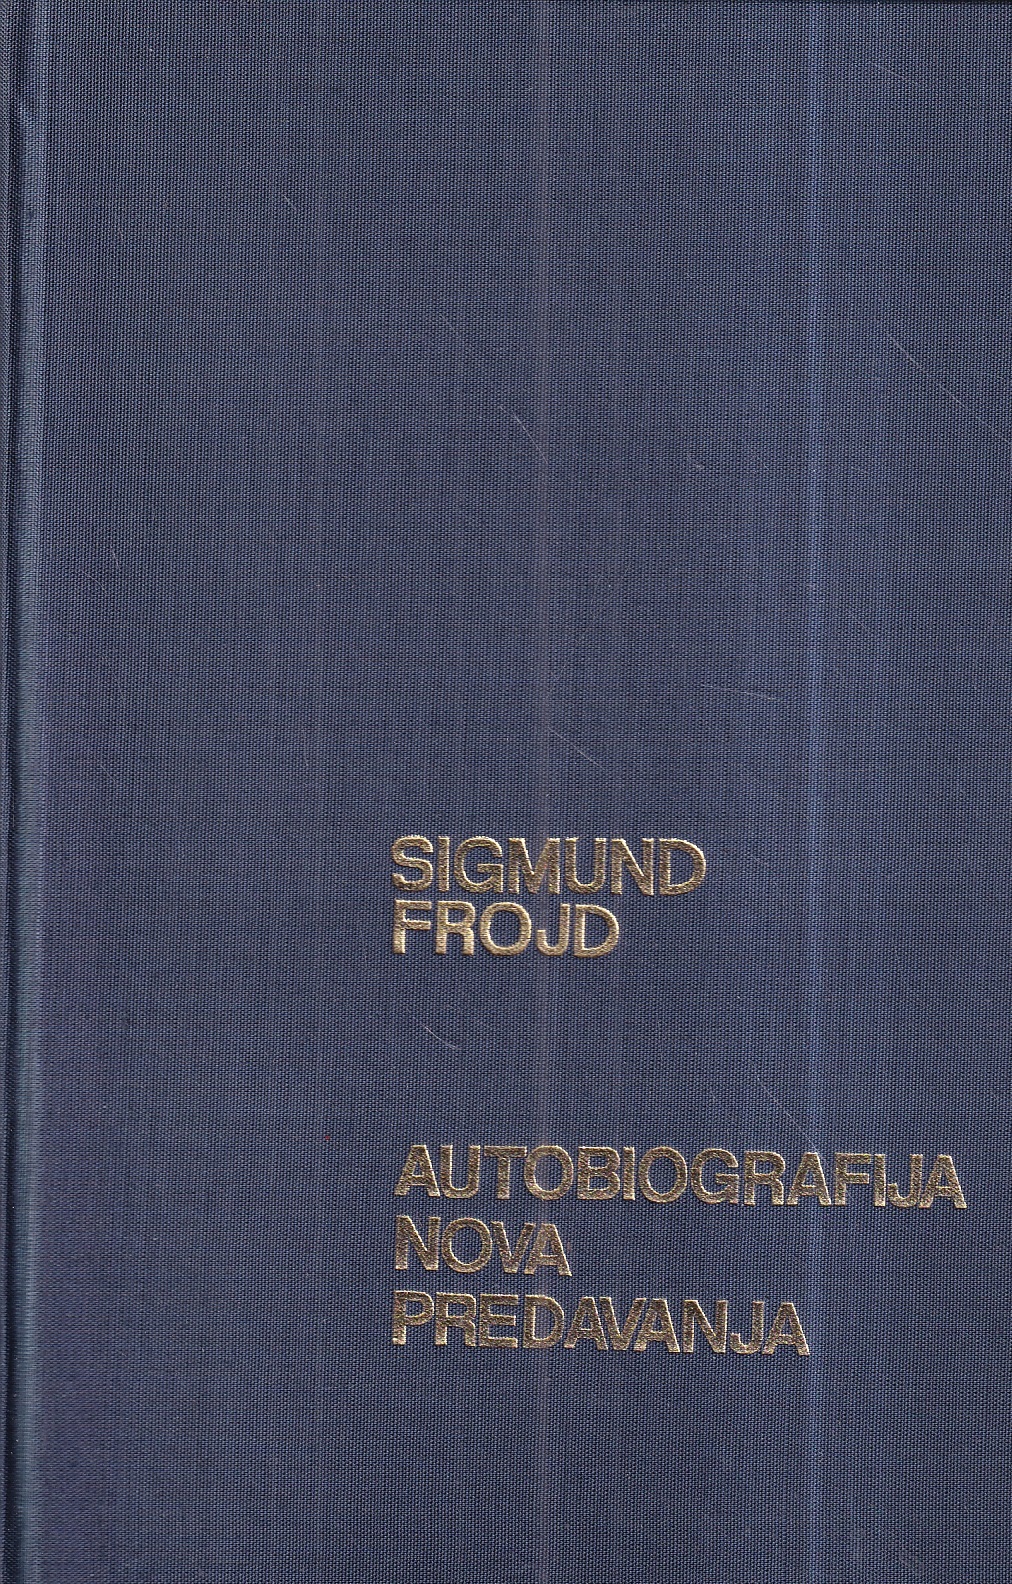 SIGMUND
FROJD
AUTOBIOGRAFIJA
NOVA
PREDAVANJA